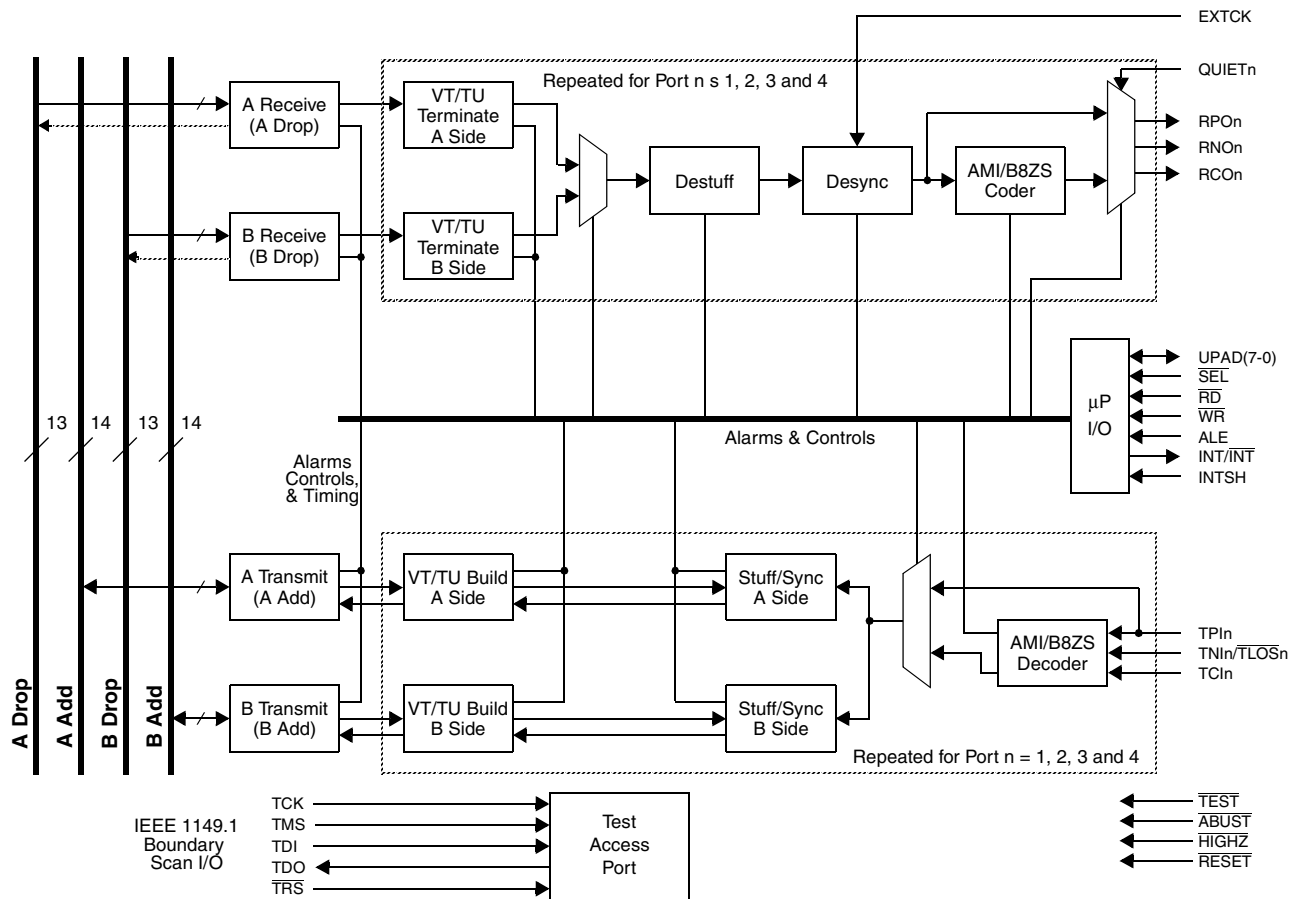 EXTCK
QUIETn
Repeated for Port n s 1, 2, 3 and 4
A Receive
(A Drop)
VT/TU
Terminate
A Side
RPOn
RNOn
RCOn
Destuff
Desync
AMI/B8ZS
Coder
B Receive
(B Drop)
VT/TU
Terminate
B Side
μP
I/O
UPAD(7-0)
SEL
RD
WR
ALE
INT/INT
INTSH
13
14
13
14
Alarms & Controls
Alarms
Controls,
& Timing
A Transmit
(A Add)
VT/TU Build
A Side
Stuff/Sync
A Side
AMI/B8ZS
Decoder
TPIn
TNIn/TLOSn
TCIn
A Drop
A Add
B Drop
B Add
B Transmit
(B Add)
VT/TU Build
B Side
Stuff/Sync
B Side
Repeated for Port n = 1, 2, 3 and 4
IEEE 1149.1
Boundary
Scan I/O
TCK
TMS
TDI
TDO
TRS
Test
Access
Port
TEST
ABUST
HIGHZ
RESET